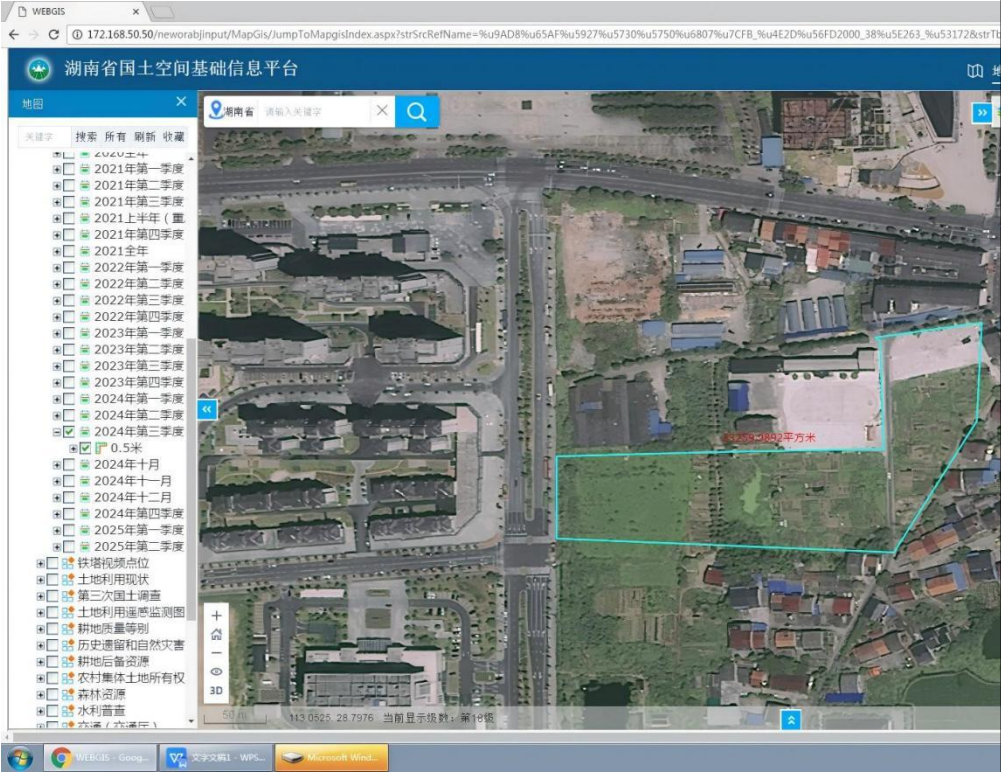 WEBGIS
172.168.50.50/neworabjinput/MapGis/JumpToMapgisIndex.aspx?strSrcRefName=%u9AD8%u65AF%u5927%u5730%u5750%u6807%u7CFB_%u4E2D%u56FD2000_38%u5E263_%u53172&strTb
湖南省国土空间基础信息平台
地图
湖南省 请输入关键字
关键字 搜索 所有 刷新 收藏
2020全年
2021年第一季度
2021年第二季度
2021年第三季度
2021上半年(重
2021年第四季度
2021全年
2022年第一季度
2022年第二季度
2022年第三季度
2022年第四季度
2023年第一季度
2023年第二季度
2023年第三季度
2023年第四季度
2024年第一季度
2024年第二季度
2024年第三季度
0.5米
2024年十月
2024年十一月
2024年十二月
2024年第四季度
2025年第一季度
2025年第二季度
铁塔视频点位
土地利用现状
第三次国土调查
土地利用遥感监测图
耕地质量等别
历史遗留和自然灾害
耕地后备资源
农村集体土地所有权
森林资源
水利普查
交通(交通厅)
平方米
3D
50 m
113.0525, 28.7976 当前显示级数:第18级
WEBGIS - Goog...
文字文稿1 - WPS...
Microsoft Wind...